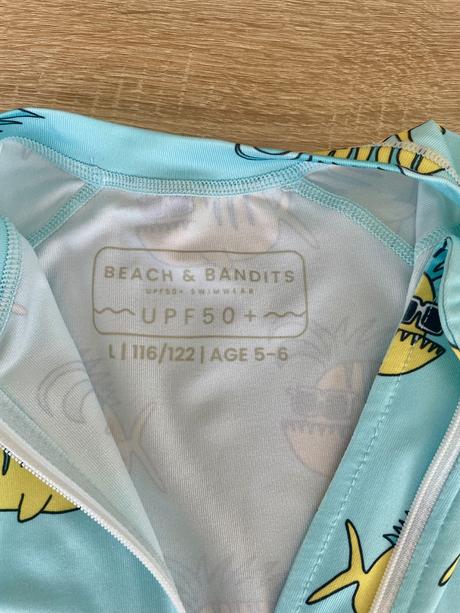 BEACH & BANDITS
UPF50+ SWIMWEAR
UPF50+
L | 116/122 | AGE 5-6